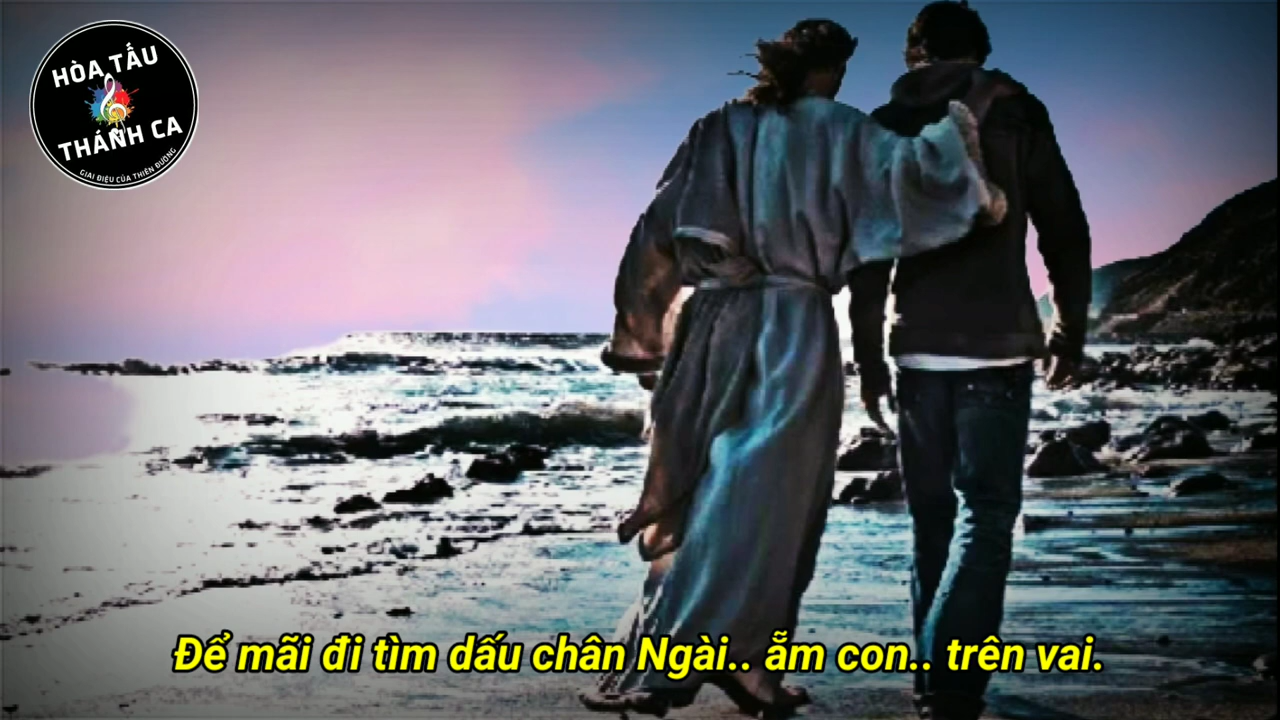 HÒA TẤU
THÁNH CA
GIAI ĐIỆU CỦA THIÊN ĐƯỜNG
Để mãi đi tìm dấu chân Ngài.. ẵm con.. trên vai.